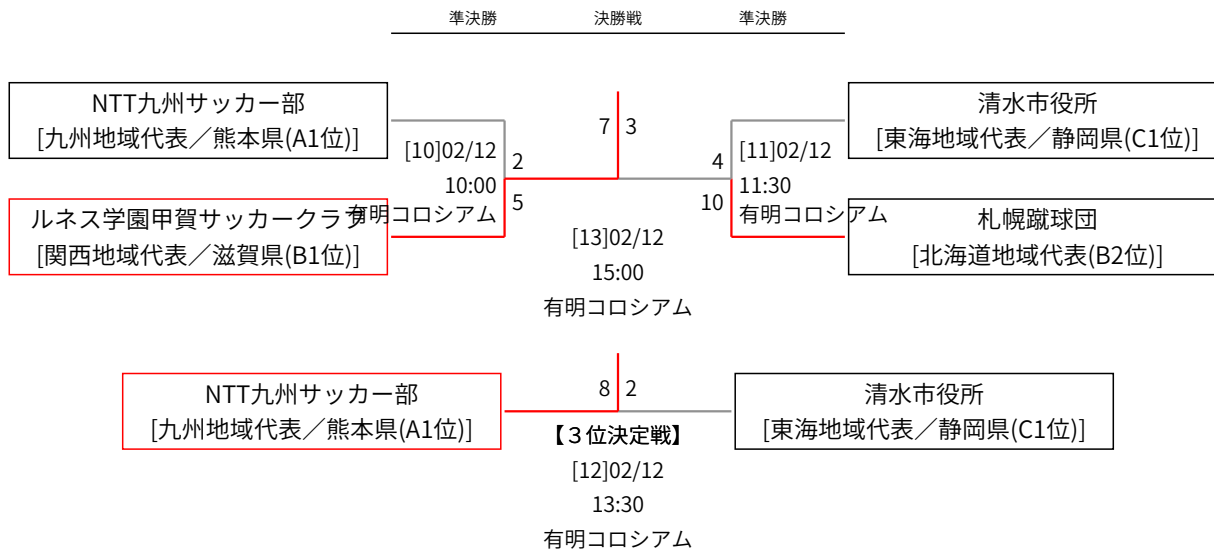 準決勝 決勝戦 準決勝
NTT九州サッカー部
[九州地域代表／熊本県(A1位)]
清水市役所
[東海地域代表／静岡県(C1位)]
7 3
[10]02/12
10:00
有明コロシアム
2
5
4
10
[11]02/12
11:30
有明コロシアム
ルネス学園甲賀サッカークラブ
[関西地域代表／滋賀県(B1位)]
札幌蹴球団
[北海道地域代表(B2位)]
[13]02/12
15:00
有明コロシアム
NTT九州サッカー部
[九州地域代表／熊本県(A1位)]
8 2
清水市役所
[東海地域代表／静岡県(C1位)]
【３位決定戦】
[12]02/12
13:30
有明コロシアム